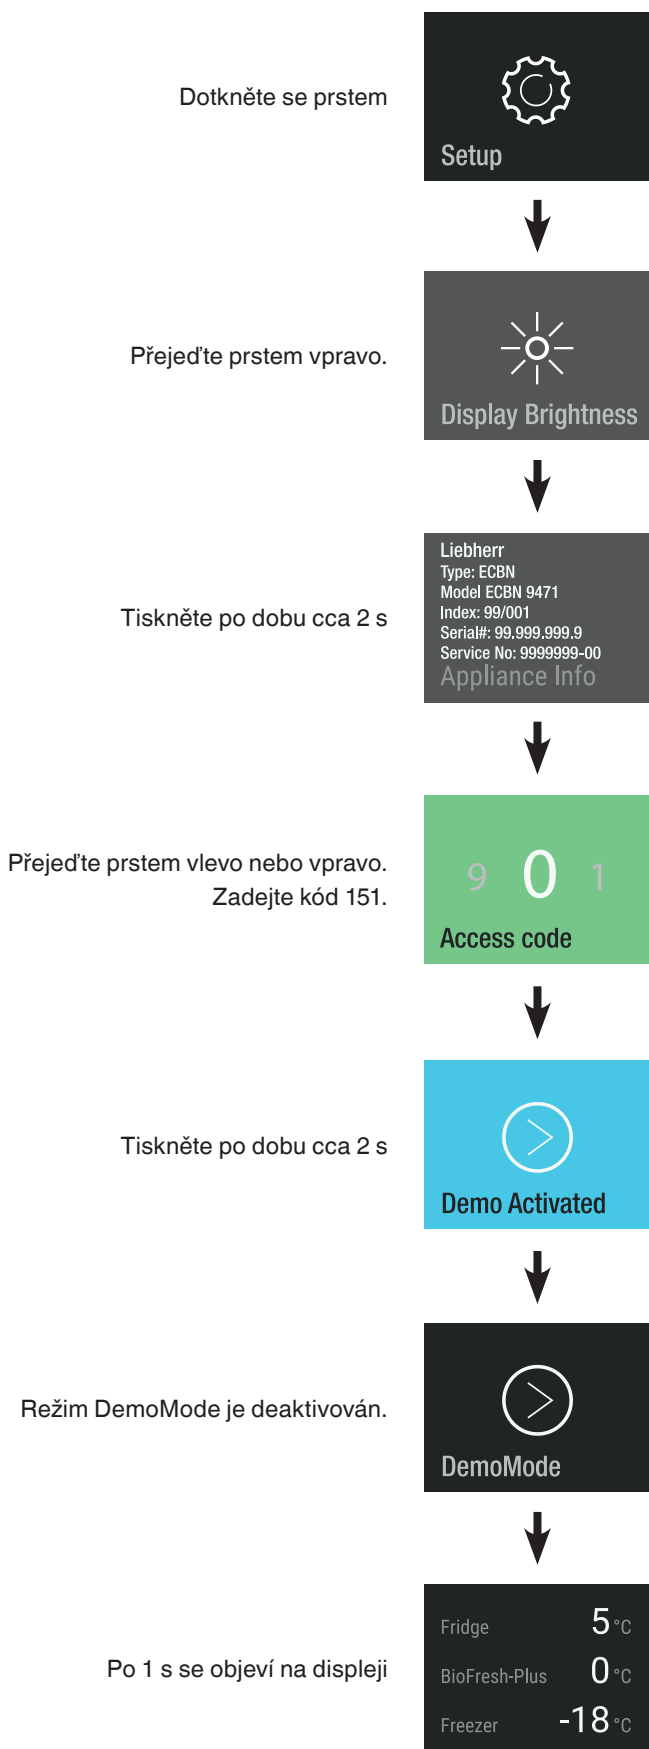 Dotkněte se prstem
Setup
Přejeďte prstem vpravo.
Display Brightness
Tiskněte po dobu cca 2 s
Liebherr
Type: ECBN
Model ECBN 9471
Index: 99/001
Serial#: 99.999.999.9
Service No: 9999999-00
Appliance Info
Přejeďte prstem vlevo nebo vpravo.
Zadejte kód 151.
9 0 1
Access code
Tiskněte po dobu cca 2 s
Demo Activated
Režim DemoMode je deaktivován.
DemoMode
Po 1 s se objeví na displeji
Fridge 5 °C
BioFresh-Plus 0 °C
Freezer -18 °C